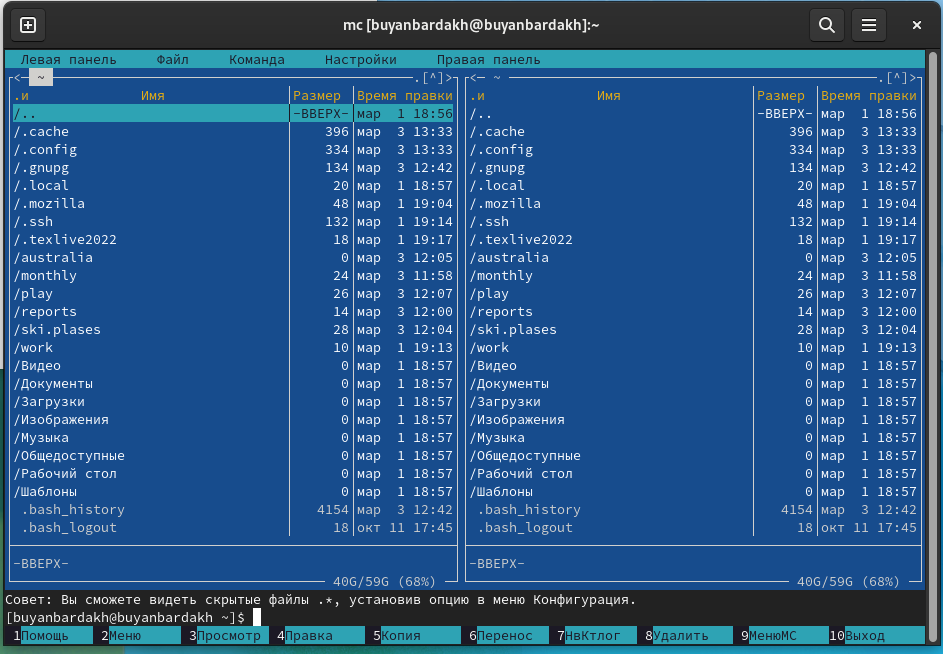 mc [buyanbardakh@buyanbardakh]:~
Левая панель Файл Команда Настройки Правая панель
<─ ~ .[^]> <─ ~ .[^]>
.и Имя Размер Время правки .и Имя Размер Время правки
/.. -ВВЕРХ- мар 1 18:56 /.. -ВВЕРХ- мар 1 18:56
/.cache 396 мар 3 13:33 /.cache 396 мар 3 13:33
/.config 334 мар 3 13:33 /.config 334 мар 3 13:33
/.gnupg 134 мар 3 12:42 /.gnupg 134 мар 3 12:42
/.local 20 мар 1 18:57 /.local 20 мар 1 18:57
/.mozilla 48 мар 1 19:04 /.mozilla 48 мар 1 19:04
/.ssh 132 мар 1 19:14 /.ssh 132 мар 1 19:14
/.texlive2022 18 мар 1 19:17 /.texlive2022 18 мар 1 19:17
/australia 0 мар 3 12:05 /australia 0 мар 3 12:05
/monthly 24 мар 3 11:58 /monthly 24 мар 3 11:58
/play 26 мар 3 12:07 /play 26 мар 3 12:07
/reports 14 мар 3 12:00 /reports 14 мар 3 12:00
/ski.plases 28 мар 3 12:04 /ski.plases 28 мар 3 12:04
/work 10 мар 1 19:13 /work 10 мар 1 19:13
/Видео 0 мар 1 18:57 /Видео 0 мар 1 18:57
/Документы 0 мар 1 18:57 /Документы 0 мар 1 18:57
/Загрузки 0 мар 1 18:57 /Загрузки 0 мар 1 18:57
/Изображения 0 мар 1 18:57 /Изображения 0 мар 1 18:57
/Музыка 0 мар 1 18:57 /Музыка 0 мар 1 18:57
/Общедоступные 0 мар 1 18:57 /Общедоступные 0 мар 1 18:57
/Рабочий стол 0 мар 1 18:57 /Рабочий стол 0 мар 1 18:57
/Шаблоны 0 мар 1 18:57 /Шаблоны 0 мар 1 18:57
.bash_history 4154 мар 3 12:42 .bash_history 4154 мар 3 12:42
.bash_logout 18 окт 11 17:45 .bash_logout 18 окт 11 17:45
-ВВЕРХ- -ВВЕРХ-
40G/59G (68%) 40G/59G (68%)
Совет: Вы сможете видеть скрытые файлы .*, установив опцию в меню Конфигурация.
[buyanbardakh@buyanbardakh ~]$
1Помощь 2Меню 3Просмотр 4Правка 5Копия 6Перенос 7НвКтлог 8Удалить 9МенюMC 10Выход